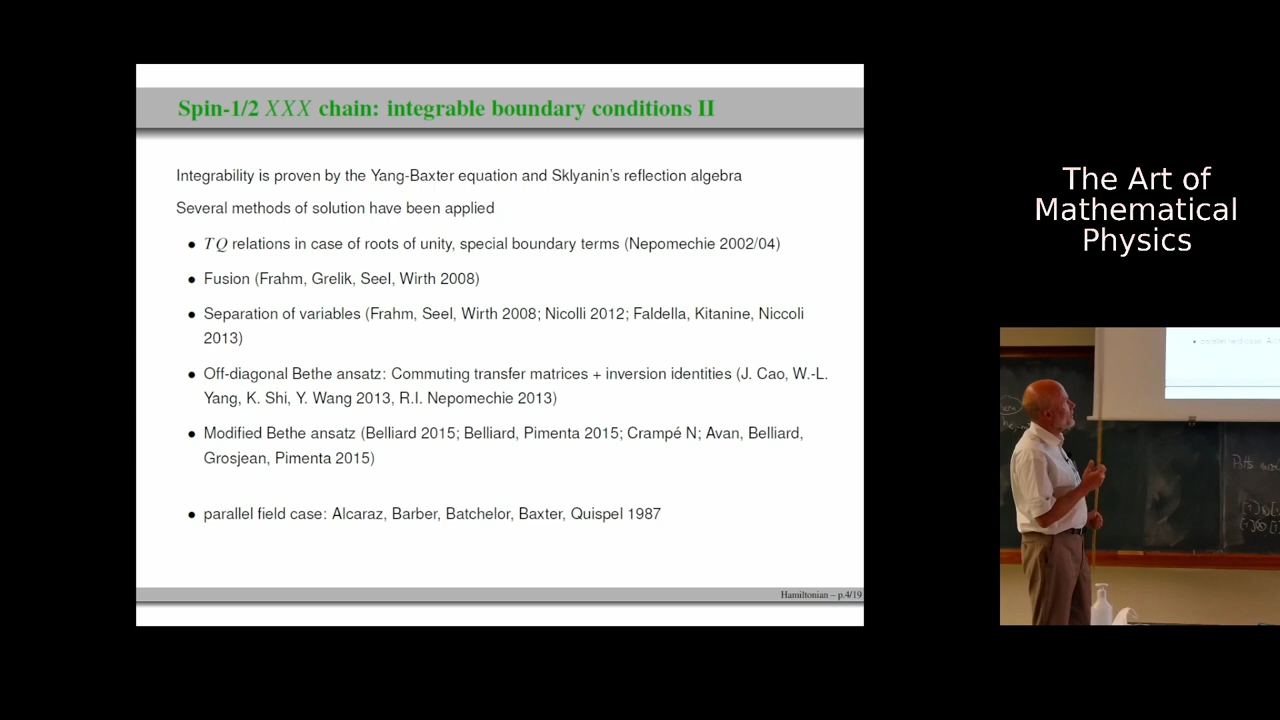 Spin-1/2 XXX chain: integrable boundary conditions II
Integrability is proven by the Yang-Baxter equation and Sklyanin's reflection algebra
Several methods of solution have been applied
• TQ relations in case of roots of unity, special boundary terms (Nepomechie 2002/04)
• Fusion (Frahm, Grelik, Seel, Wirth 2008)
• Separation of variables (Frahm, Seel, Wirth 2008; Nicolli 2012; Faldella, Kitanine, Niccoli
2013)
• Off-diagonal Bethe ansatz: Commuting transfer matrices + inversion identities (J. Cao, W.-L.
Yang, K. Shi, Y. Wang 2013, R.I. Nepomechie 2013)
• Modified Bethe ansatz (Belliard 2015; Belliard, Pimenta 2015; Crampé N; Avan, Belliard,
Grosjean, Pimenta 2015)
• parallel field case: Alcaraz, Barber, Batchelor, Baxter, Quispel 1987
Hamiltonian – p.4/19
The Art of
Mathematical
Physics
• parallel field case:
Potts